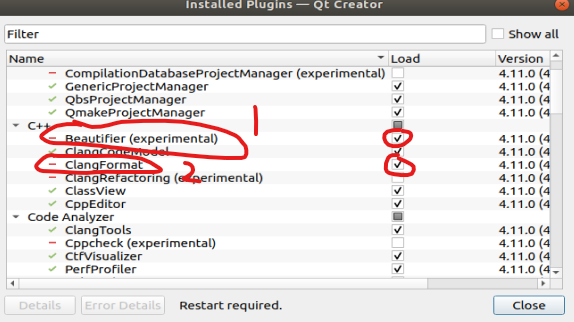 Installed Plugins — Qt Creator
Filter Show all
Name Load Version
CompilationDatabaseProjectManager (experimental) 4.11.0 (4
GenericProjectManager 4.11.0 (4
QbsProjectManager 4.11.0 (4
QmakeProjectManager 4.11.0 (4
1
C++
Beautifier (experimental) 4.11.0 (4
ClangCodeModel 4.11.0 (4
ClangFormat 4.11.0 (4
2
ClangRefactoring (experimental) 4.11.0 (4
ClassView 4.11.0 (4
CppEditor 4.11.0 (4
Code Analyzer
ClangTools 4.11.0 (4
Cppcheck (experimental) 4.11.0 (4
CtfVisualizer 4.11.0 (4
PerfProfiler 4.11.0 (4
Details Error Details Restart required. Close